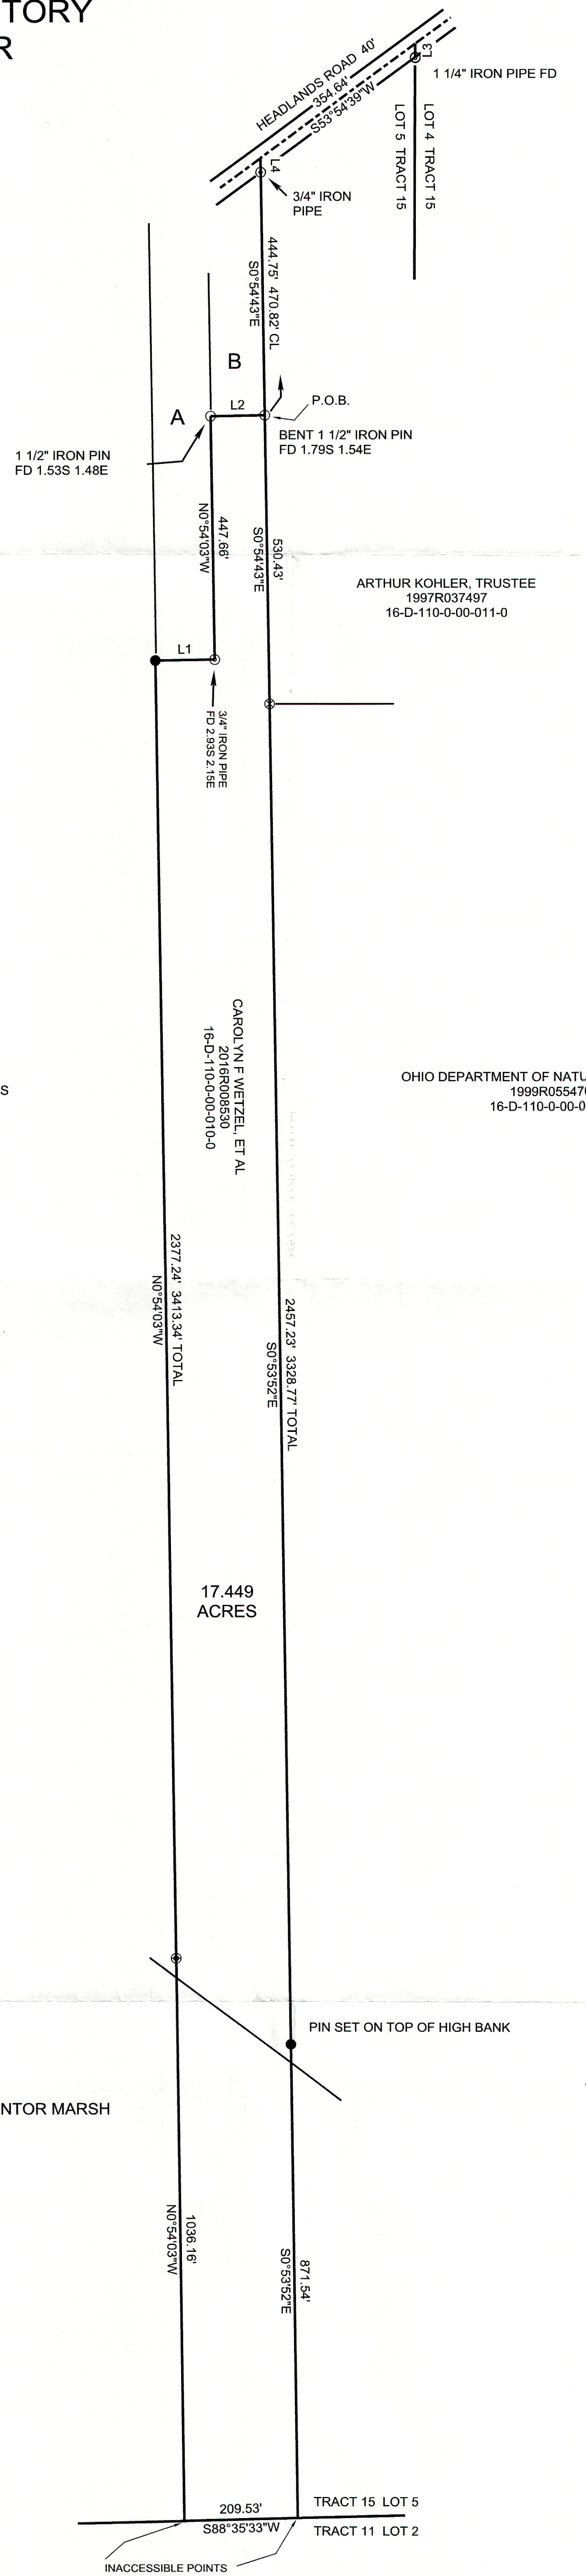 TORY
R
HEADLANDS ROAD 40'
354.64'
S53°54'39"W
L3
1 1/4" IRON PIPE FD
LOT 5 TRACT 15
LOT 4 TRACT 15
L4
3/4" IRON
PIPE
444.75' 470.82' CL
S0°54'43"E
B
A
L2
P.O.B.
BENT 1 1/2" IRON PIN
FD 1.79S 1.54E
1 1/2" IRON PIN
FD 1.53S 1.48E
447.66'
N0°54'03"W
530.43'
S0°54'43"E
ARTHUR KOHLER, TRUSTEE
1997R037497
16-D-110-0-00-011-0
L1
3/4" IRON PIPE
FD 2.93S 2.15E
CAROLYN F WETZEL, ET AL
2016R008530
16-D-110-0-00-010-0
S
OHIO DEPARTMENT OF NATU
1999R05547
16-D-110-0-00-0
2377.24' 3413.34' TOTAL
N0°54'03"W
2457.23' 3328.77' TOTAL
S0°53'52"E
17.449
ACRES
PIN SET ON TOP OF HIGH BANK
NTOR MARSH
1036.16'
N0°54'03"W
871.54'
S0°53'52"E
209.53'
S88°35'33"W
TRACT 15 LOT 5
TRACT 11 LOT 2
INACCESSIBLE POINTS